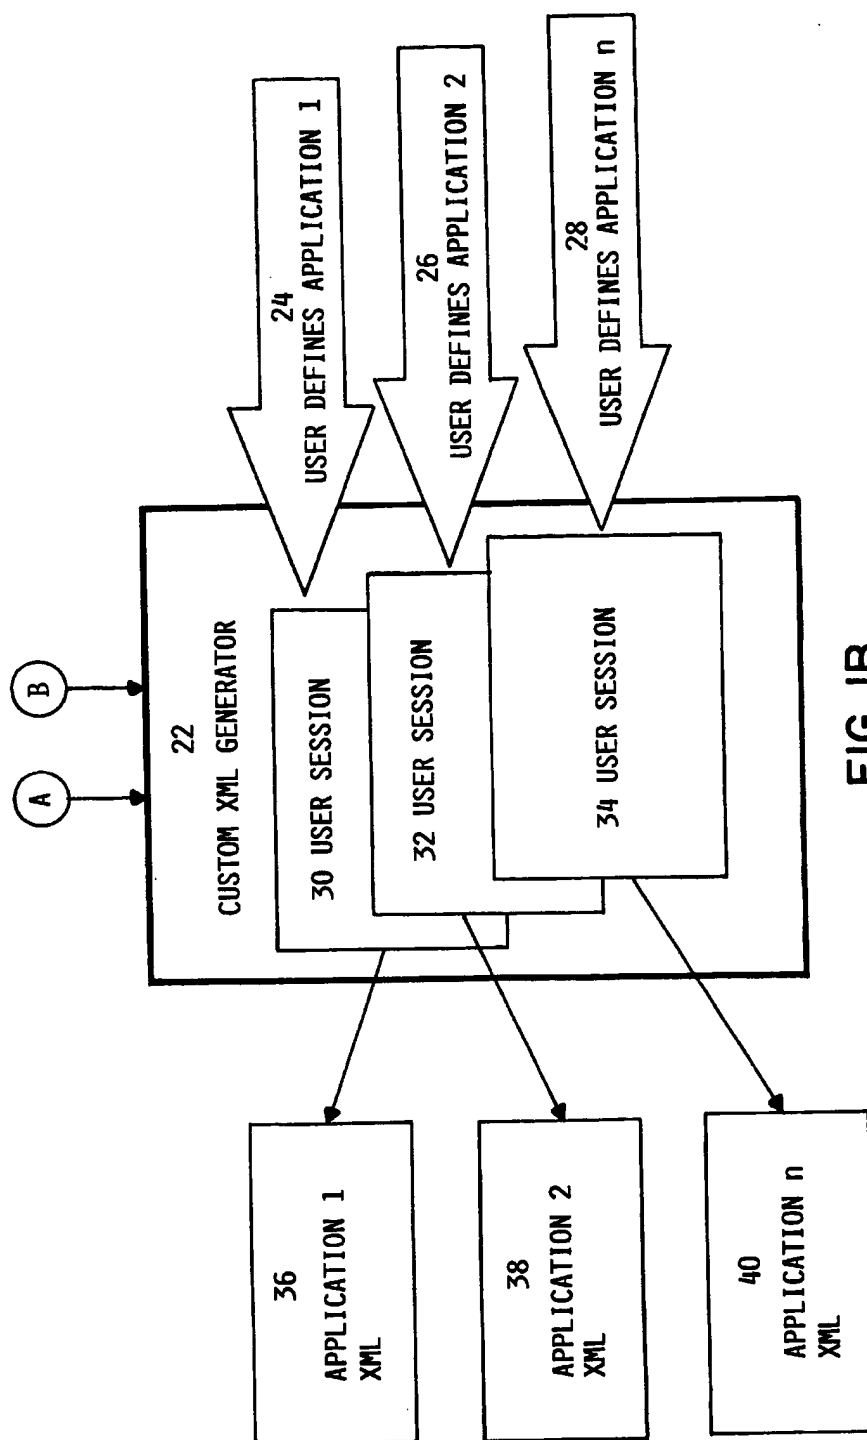 A
B
22
CUSTOM XML GENERATOR
30 USER SESSION
32 USER SESSION
34 USER SESSION
24
USER DEFINES APPLICATION 1
26
USER DEFINES APPLICATION 2
28
USER DEFINES APPLICATION n
36
APPLICATION 1
XML
38
APPLICATION 2
XML
40
APPLICATION n
XML
FIG. 1B